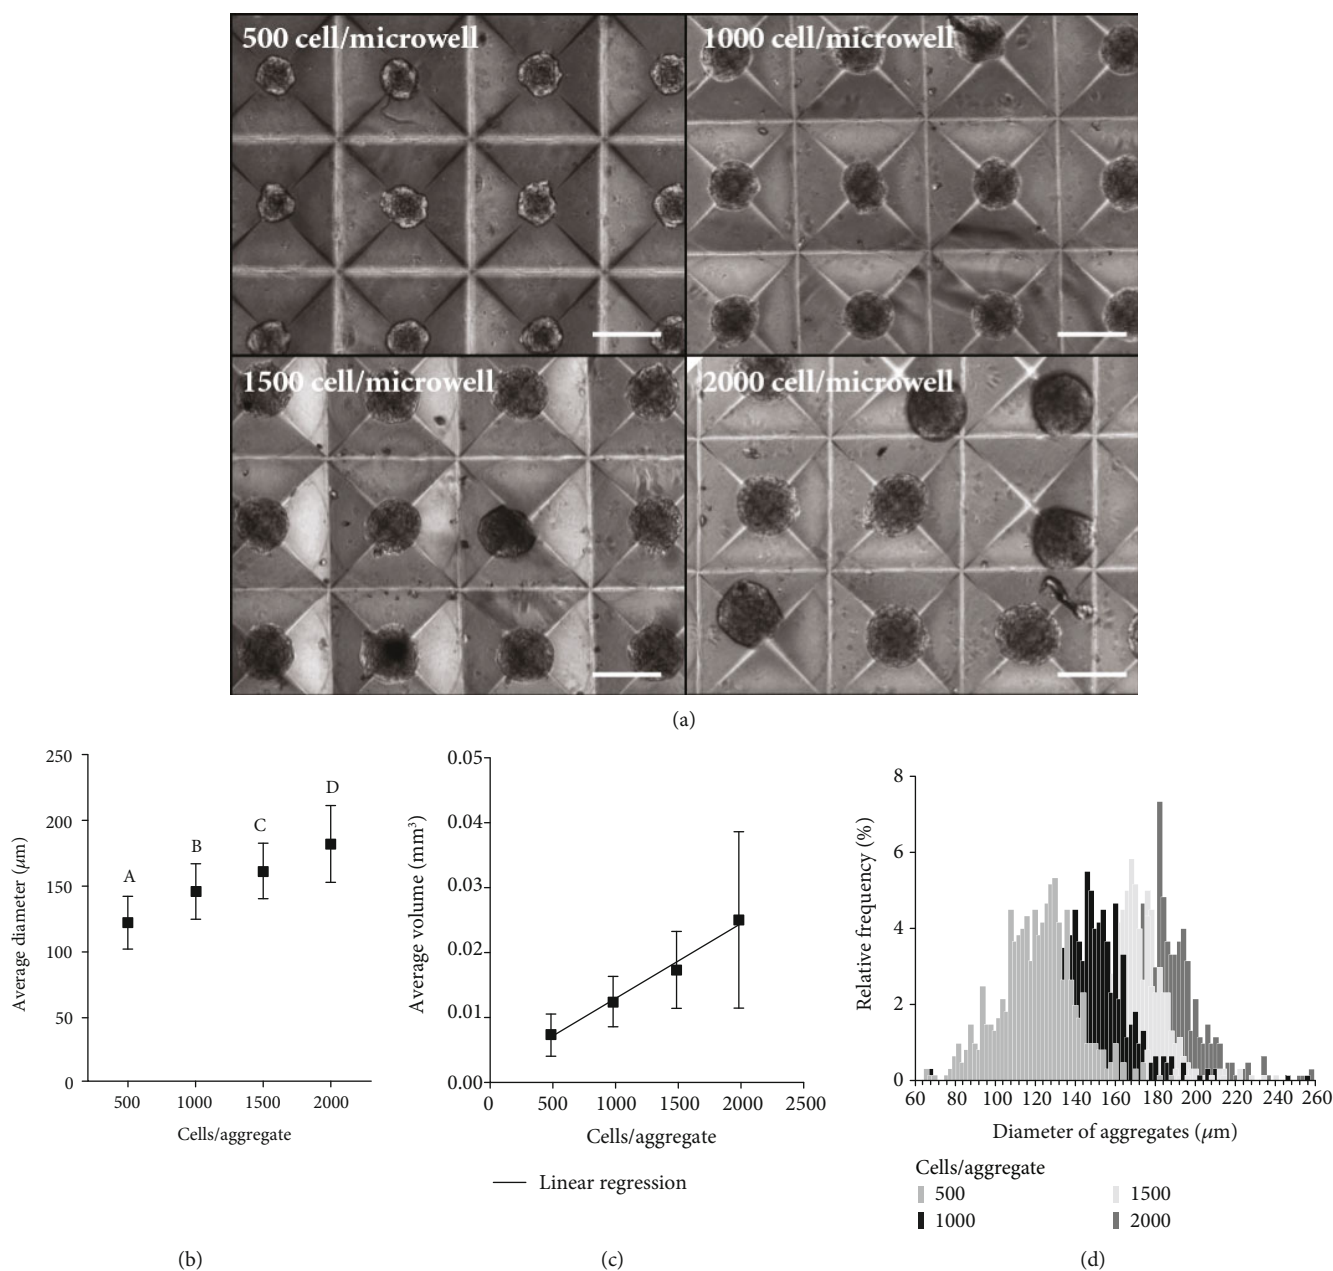 500 cell/microwell
1000 cell/microwell
1500 cell/microwell
2000 cell/microwell
(a)
250
200
150
100
50
0
Average diameter (μm)
A
B
C
D
500 1000 1500 2000
Cells/aggregate
(b)
0.05
0.04
0.03
0.02
0.01
0.00
Average volume (mm³)
0 500 1000 1500 2000 2500
Cells/aggregate
Linear regression
(c)
8
6
4
2
0
Relative frequency (%)
60 80 100 120 140 160 180 200 220 240 260
Diameter of aggregates (μm)
Cells/aggregate
500
1000
1500
2000
(d)